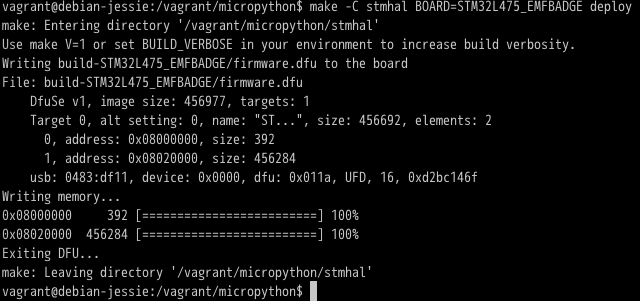 vagrant@debian-jessie:/vagrant/micropython$ make -C stmhal BOARD=STM32L475_EMFBADGE deploy
make: Entering directory '/vagrant/micropython/stmhal'
Use make V=1 or set BUILD_VERBOSE in your environment to increase build verbosity.
Writing build-STM32L475_EMFBADGE/firmware.dfu to the board
File: build-STM32L475_EMFBADGE/firmware.dfu
    DfuSe v1, image size: 456977, targets: 1
    Target 0, alt setting: 0, name: "ST...", size: 456692, elements: 2
      0, address: 0x08000000, size: 392
      1, address: 0x08020000, size: 456284
    usb: 0483:df11, device: 0x0000, dfu: 0x011a, UFD, 16, 0xd2bc146f
Writing memory...
0x08000000     392 [=========================] 100%
0x08020000  456284 [=========================] 100%
Exiting DFU...
make: Leaving directory '/vagrant/micropython/stmhal'
vagrant@debian-jessie:/vagrant/micropython$